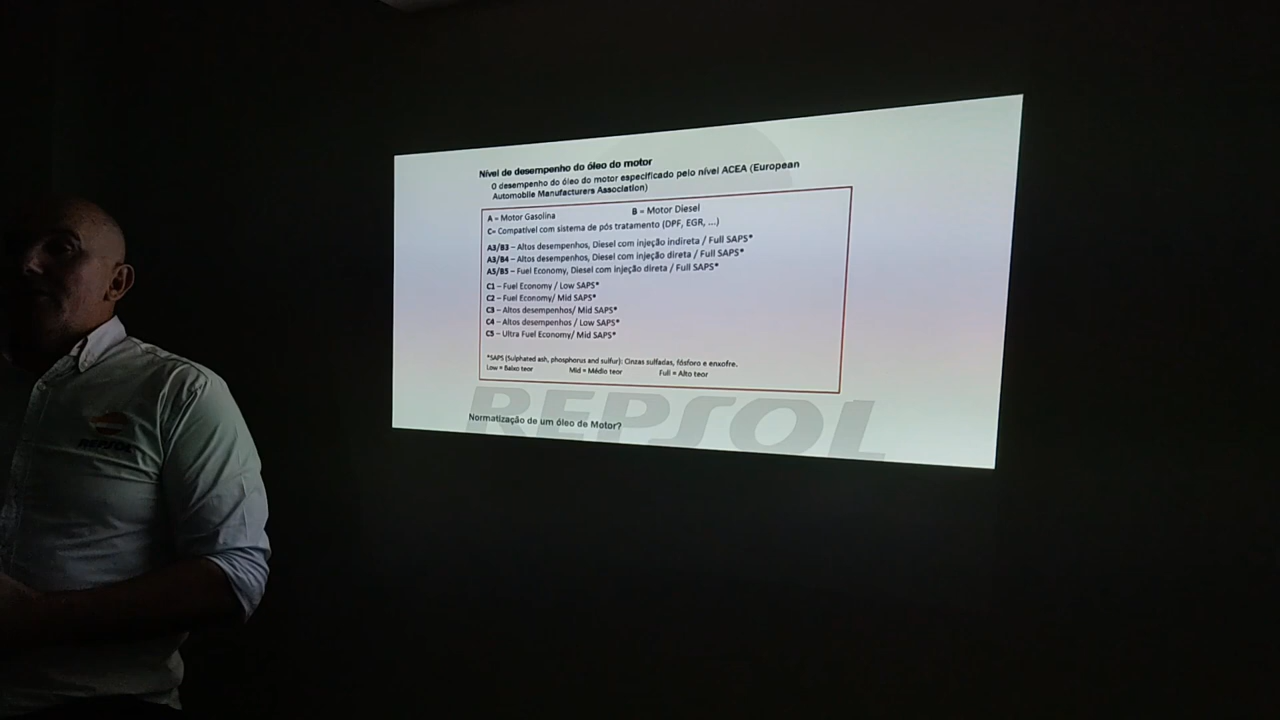 Nível de desempenho do óleo do motor
O desempenho do óleo do motor especificado pelo nível ACEA (European
Automobile Manufacturers Association)
A = Motor Gasolina B = Motor Diesel
C= Compatível com sistema de pós tratamento (DPF, EGR, ...)
A3/B3 – Altos desempenhos, Diesel com injeção indireta / Full SAPS*
A3/B4 – Altos desempenhos, Diesel com injeção direta / Full SAPS*
A5/B5 – Fuel Economy, Diesel com injeção direta / Full SAPS*
C1 – Fuel Economy / Low SAPS*
C2 – Fuel Economy/ Mid SAPS*
C3 – Altos desempenhos/ Mid SAPS*
C4 – Altos desempenhos / Low SAPS*
C5 – Ultra Fuel Economy/ Mid SAPS*
*SAPS (Sulphated ash, phosphorus and sulfur): Cinzas sulfadas, fósforo e enxofre.
Low = Baixo teor Mid = Médio teor Full = Alto teor
REPSOL
Normatização de um óleo de Motor?
REPSOL